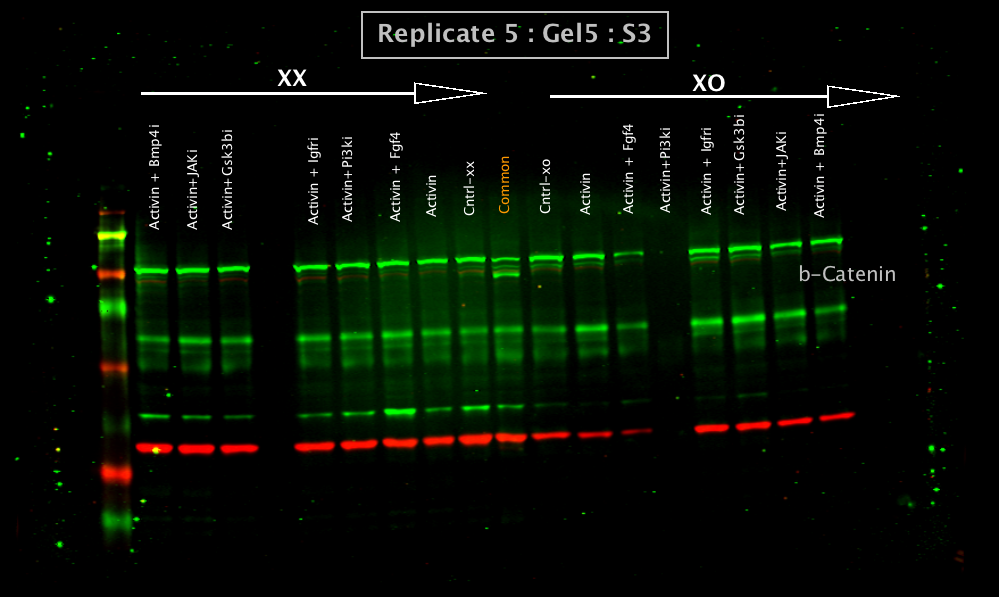 Replicate 5 : Gel5 : S3
XX
XO
Activin + Bmp4i
Activin+JAKi
Activin+Gsk3bi
Activin + Igfri
Activin+Pi3ki
Activin + Fgf4
Activin
Cntrl-xx
Common
Cntrl-xo
Activin
Activin + Fgf4
Activin+Pi3ki
Activin + Igfri
Activin+Gsk3bi
Activin+JAKi
Activin + Bmp4i
b-Catenin